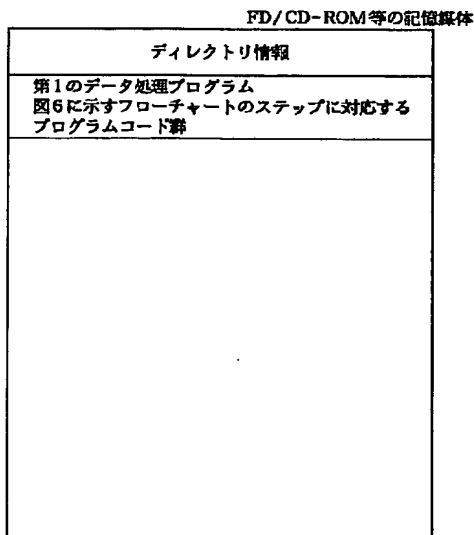 FD/CD-ROM等の記憶媒体
ディレクトリ情報
第1のデータ処理プログラム
図6に示すフローチャートのステップに対応する
プログラムコード群